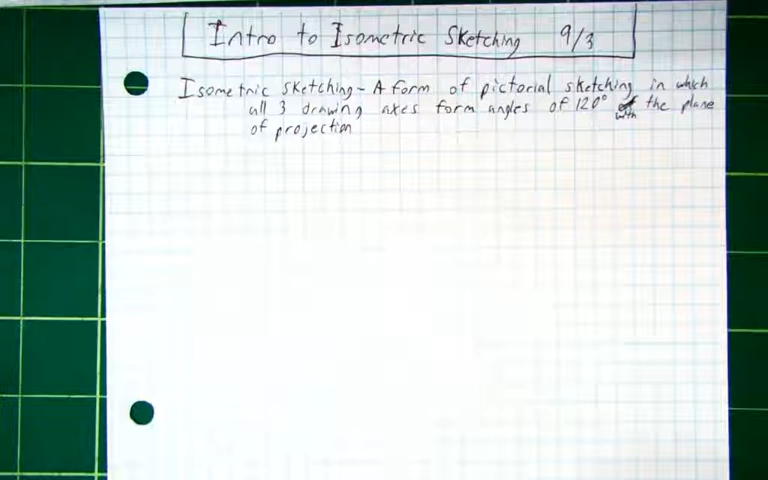 Intro to Isometric Sketching 9/3
Isometric sketching - A form of pictorial sketching in which
all 3 drawing axes form angles of 120° with the plane
of projection